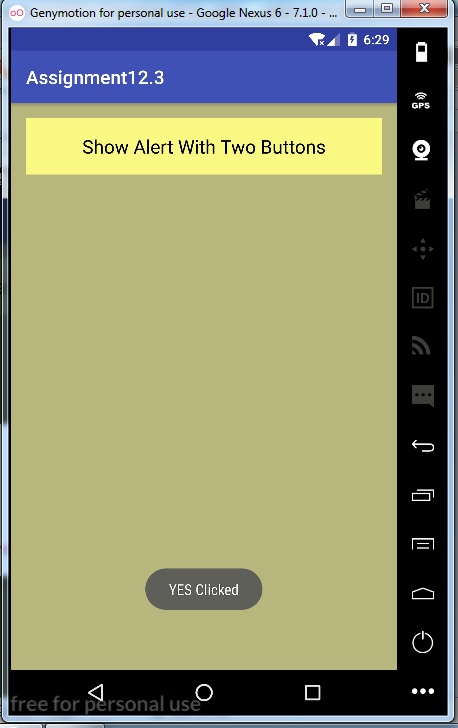 Genymotion for personal use - Google Nexus 6 - 7.1.0 - ...
6:29
GPS
Assignment12.3
Show Alert With Two Buttons
ID
YES Clicked
free for personal use